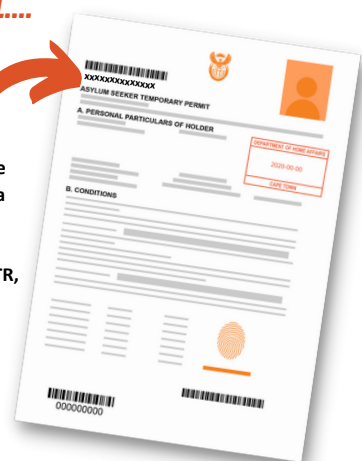 ....
XXXXXXXXXXXXXX
ASYLUM SEEKER TEMPORARY PERMIT
A. PERSONAL PARTICULARS OF HOLDER
DEPARTMENT OF HOME AFFAIRS
2020-00-00
CAPE TOWN
e
a
B. CONDITIONS
TR,
000000000